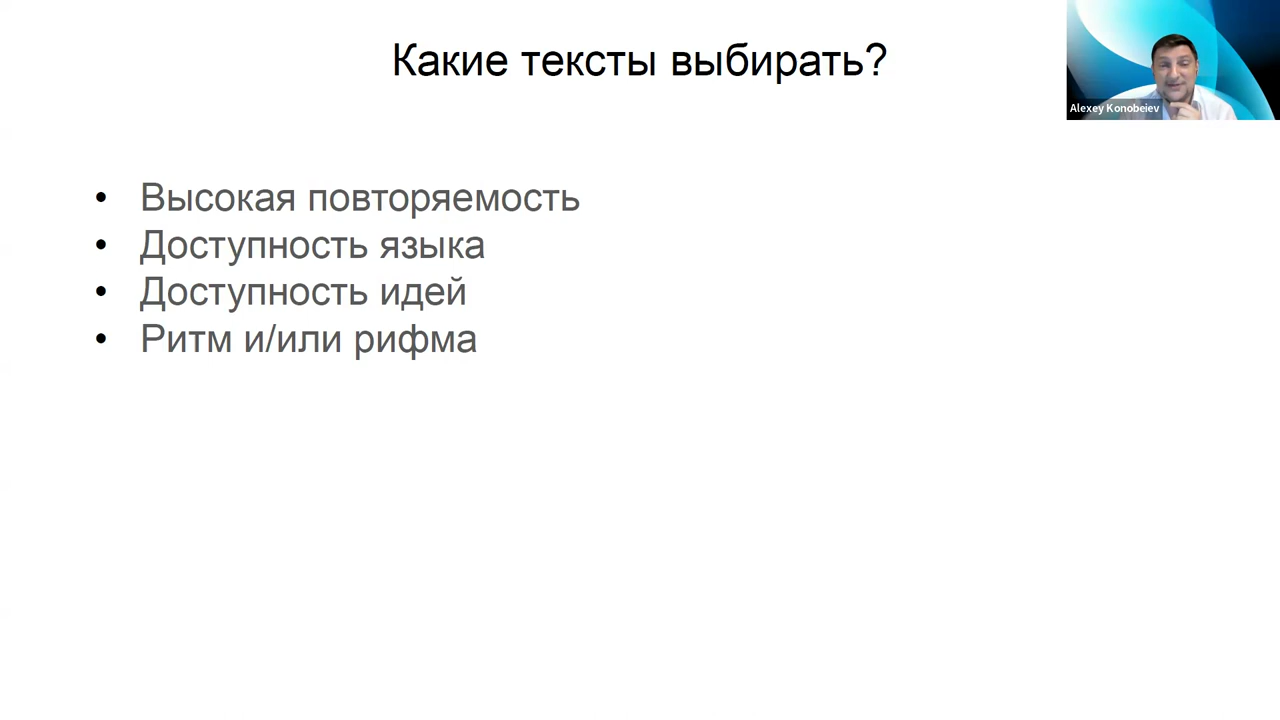 Какие тексты выбирать?
Alexey Konobeiev
• Высокая повторяемость
• Доступность языка
• Доступность идей
• Ритм и/или рифма